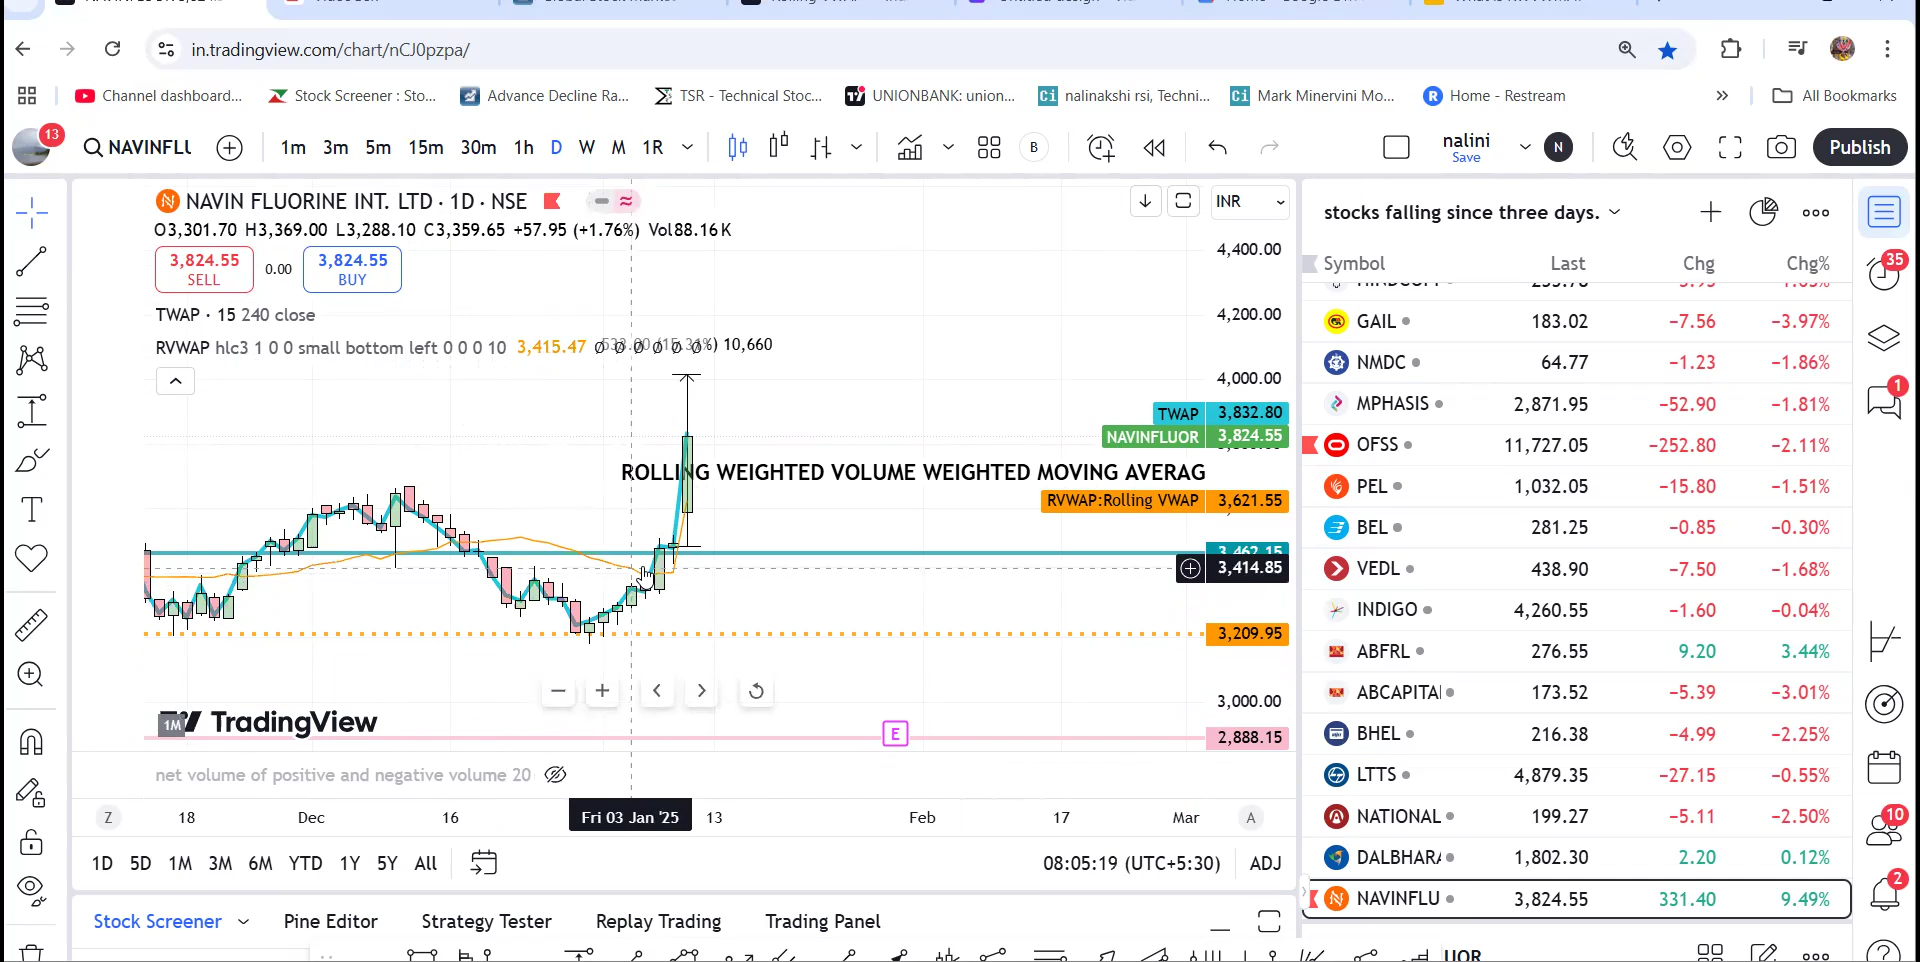 in.tradingview.com/chart/nCJ0pzpa/
Channel dashboard...
Stock Screener : Sto...
Advance Decline Ra...
TSR - Technical Stoc...
UNIONBANK: union...
nalinakshi rsi, Techni...
Mark Minervini Mo...
Home - Restream
All Bookmarks
13
NAVINFLU
1m 3m 5m 15m 30m 1h D W M 1R
B
nalini
Save
N
Publish
NAVIN FLUORINE INT. LTD · 1D · NSE
O3,301.70 H3,369.00 L3,288.10 C3,359.65 +57.95 (+1.76%) Vol88.16 K
3,824.55
SELL
0.00
3,824.55
BUY
TWAP · 15 240 close
RVWAP hlc3 1 0 0 small bottom left 0 0 0 10 3,415.47 Ø Ø Ø Ø Ø Ø
10,660
INR
4,400.00
4,200.00
4,000.00
TWAP 3,832.80
NAVINFLUOR 3,824.55
ROLLING WEIGHTED VOLUME WEIGHTED MOVING AVERAG
RVWAP:Rolling VWAP 3,621.55
3,462.15
3,414.85
3,209.95
3,000.00
2,888.15
1M TradingView
E
net volume of positive and negative volume 20
Z 18 Dec 16 Fri 03 Jan '25 13 Feb 17 Mar A
1D 5D 1M 3M 6M YTD 1Y 5Y All
08:05:19 (UTC+5:30) ADJ
Stock Screener Pine Editor Strategy Tester Replay Trading Trading Panel
stocks falling since three days.
Symbol Last Chg Chg%
GAIL 183.02 −7.56 −3.97%
NMDC 64.77 −1.23 −1.86%
MPHASIS 2,871.95 −52.90 −1.81%
OFSS 11,727.05 −252.80 −2.11%
PEL 1,032.05 −15.80 −1.51%
BEL 281.25 −0.85 −0.30%
VEDL 438.90 −7.50 −1.68%
INDIGO 4,260.55 −1.60 −0.04%
ABFRL 276.55 9.20 3.44%
ABCAPITAL 173.52 −5.39 −3.01%
BHEL 216.38 −4.99 −2.25%
LTTS 4,879.35 −27.15 −0.55%
NATIONAL 199.27 −5.11 −2.50%
DALBHARA 1,802.30 2.20 0.12%
NAVINFLU 3,824.55 331.40 9.49%
35
1
10
2